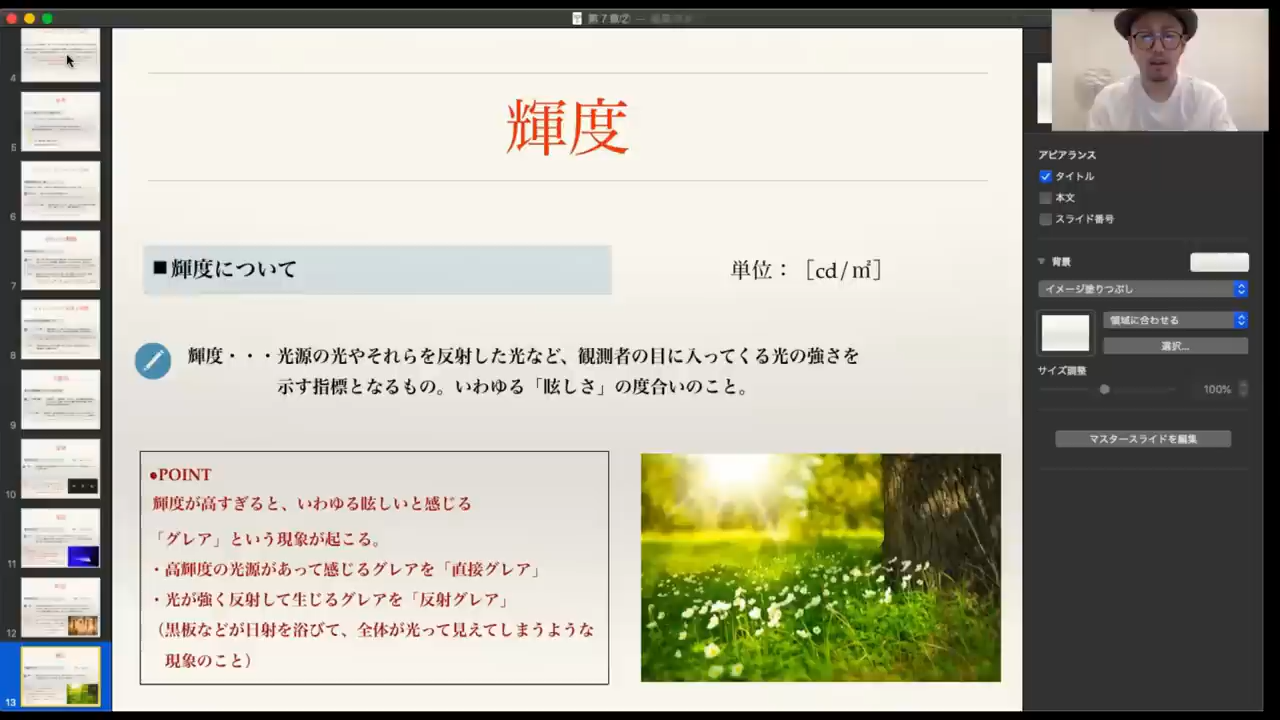 第7章②
輝度
■輝度について
単位：［cd/㎡］
輝度・・・光源の光やそれらを反射した光など、観測者の目に入ってくる光の強さを
示す指標となるもの。いわゆる「眩しさ」の度合いのこと。
●POINT
輝度が高すぎると、いわゆる眩しいと感じる
「グレア」という現象が起こる。
・高輝度の光源があって感じるグレアを「直接グレア」
・光が強く反射して生じるグレアを「反射グレア」
（黒板などが日射を浴びて、全体が光って見えてしまうような
現象のこと）
4
5
6
7
8
9
10
11
12
13
アピアランス
タイトル
本文
スライド番号
背景
イメージ塗りつぶし
領域に合わせる
選択...
サイズ調整
100%
マスタースライドを編集